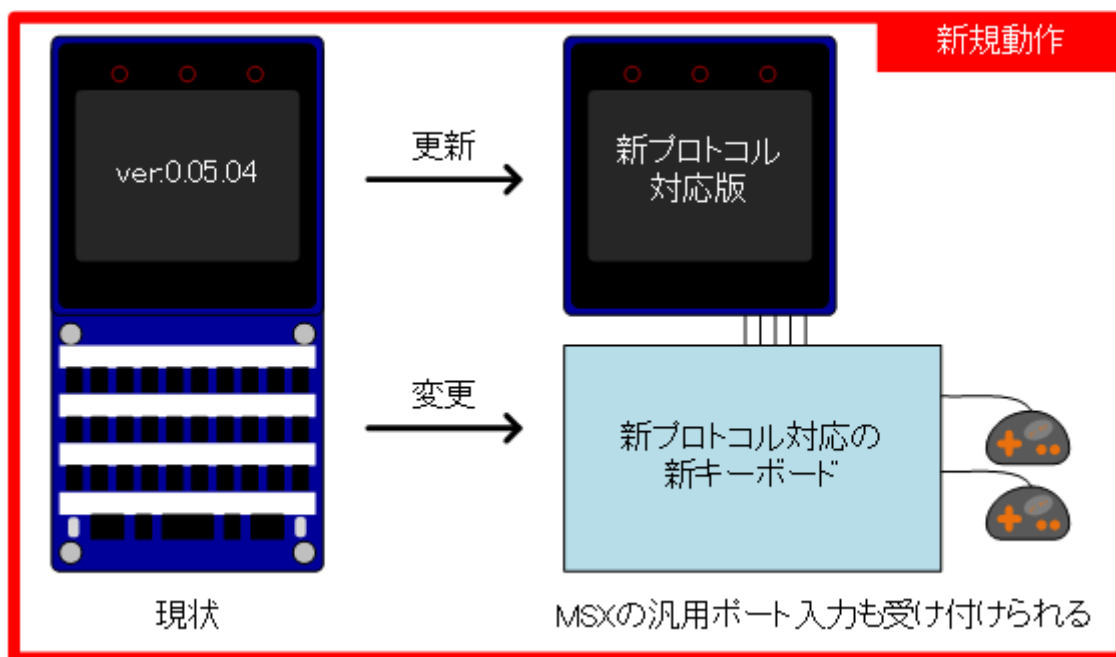 新規動作
ver.0.05.04
更新
新プロトコル
対応版
変更
新プロトコル対応の
新キーボード
現状
MSXの汎用ポート入力も受け付けられる